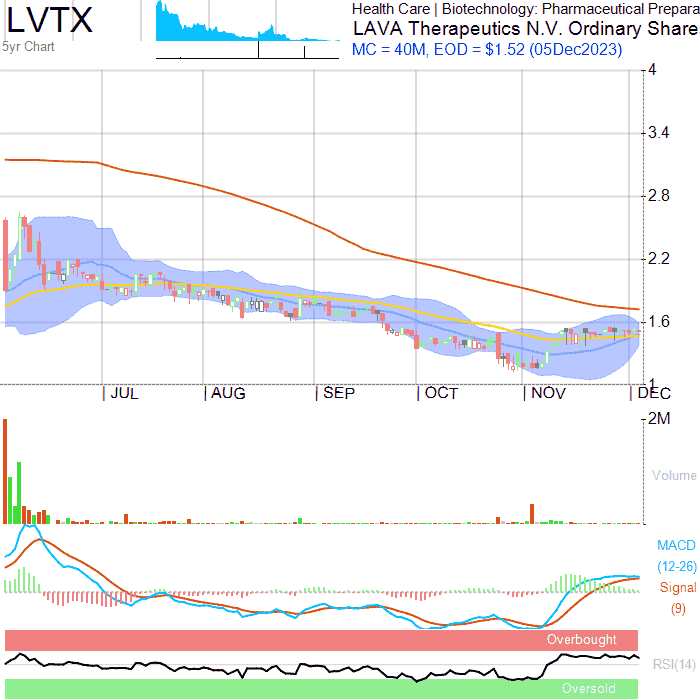 LVTX
5yr Chart
Health Care | Biotechnology: Pharmaceutical Prepara
LAVA Therapeutics N.V. Ordinary Share
MC = 40M, EOD = $1.52 (05Dec2023)
4
3.4
2.8
2.2
1.6
1
JUL AUG SEP OCT NOV DEC
2M
Volume
MACD
(12-26)
Signal
(9)
Overbought
RSI(14)
Oversold